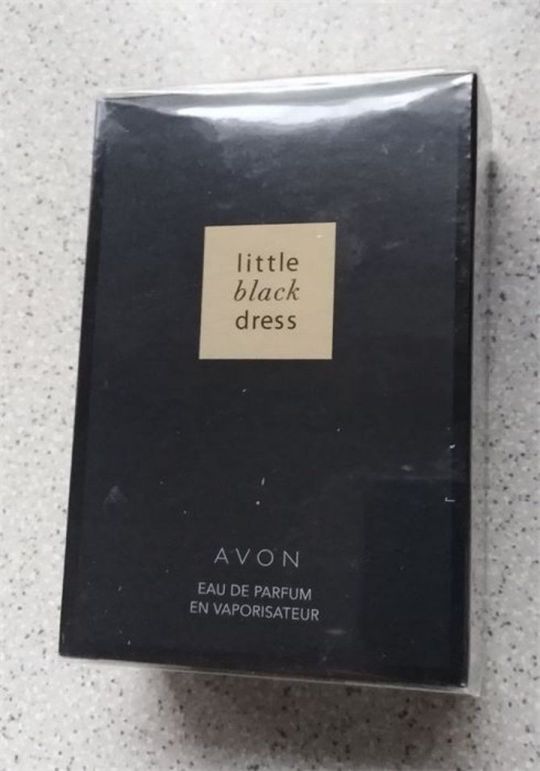 little
black
dress
AVON
EAU DE PARFUM
EN VAPORISATEUR